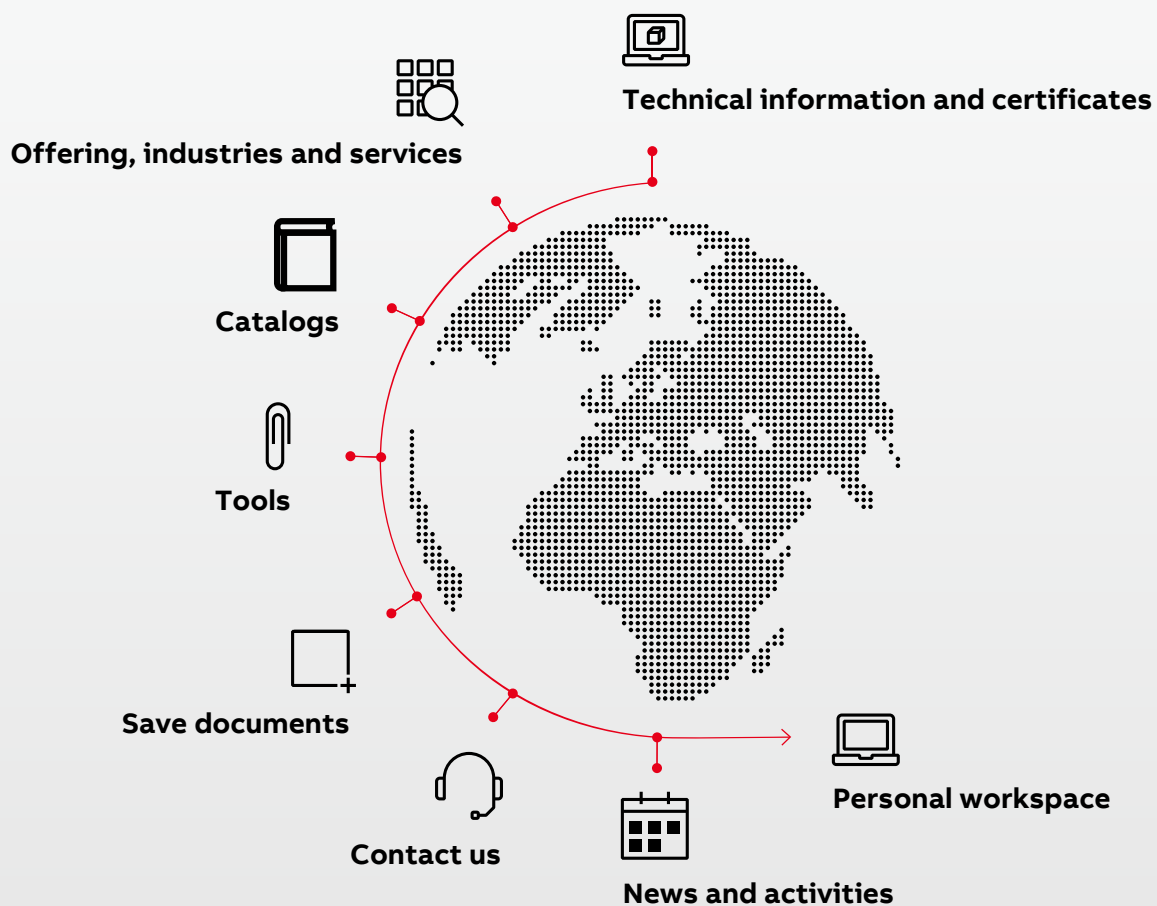 Technical information and certificates
Offering, industries and services
Catalogs
Tools
Save documents
Contact us
News and activities
Personal workspace